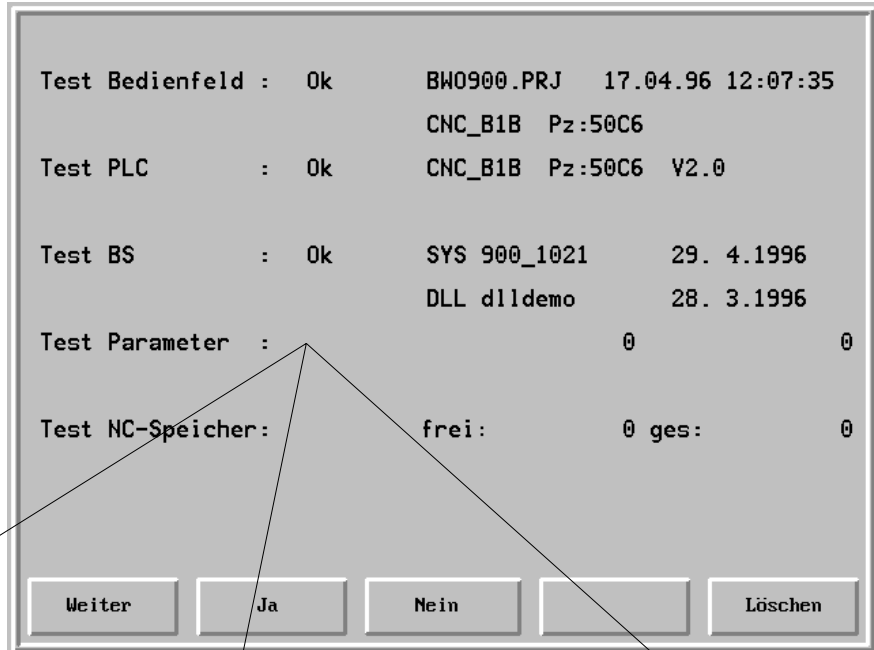 Test Bedienfeld : Ok BWO900.PRJ 17.04.96 12:07:35
CNC_B1B Pz:50C6
Test PLC : Ok CNC_B1B Pz:50C6 V2.0
Test BS : Ok SYS 900_1021 29. 4.1996
DLL dlldemo 28. 3.1996
Test Parameter : 0 0
Test NC-Speicher: frei: 0 ges: 0
Weiter Ja Nein Löschen